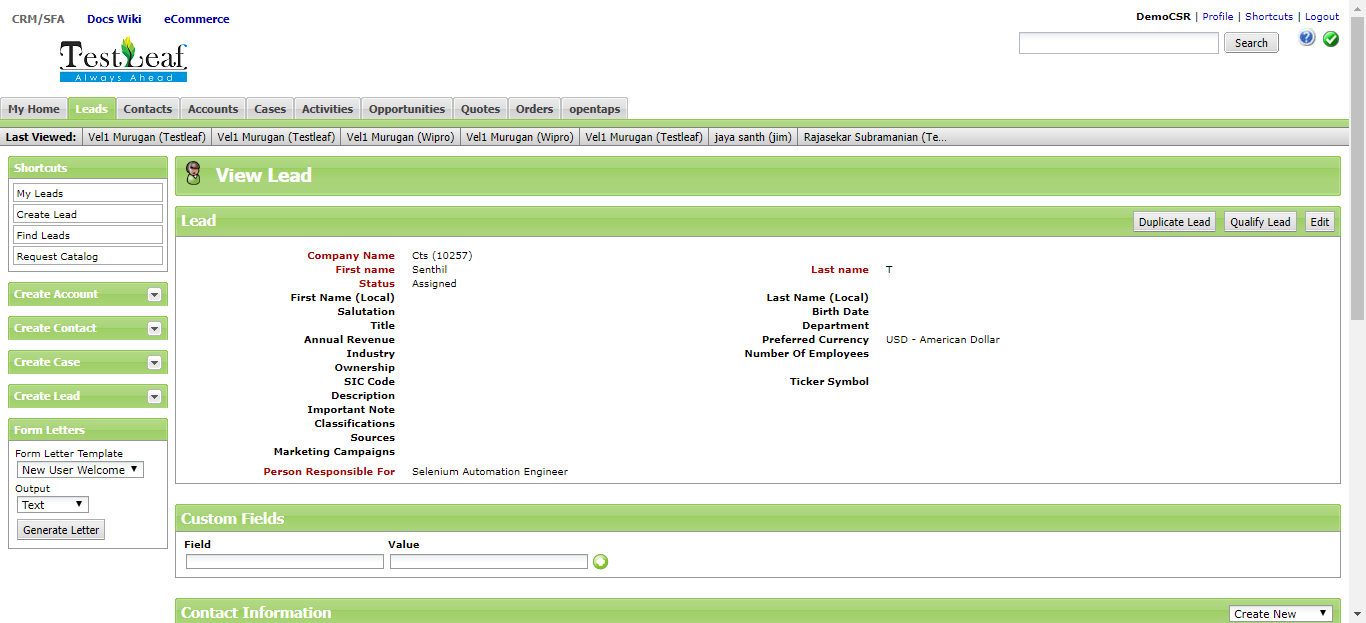 CRM/SFA Docs Wiki eCommerce
DemoCSR | Profile | Shortcuts | Logout
TestLeaf
Always Ahead
Search
My Home Leads Contacts Accounts Cases Activities Opportunities Quotes Orders opentaps
Last Viewed: Vel1 Murugan (Testleaf) Vel1 Murugan (Testleaf) Vel1 Murugan (Wipro) Vel1 Murugan (Wipro) Vel1 Murugan (Testleaf) jaya santh (jim) Rajasekar Subramanian (Te...
Shortcuts
My Leads
Create Lead
Find Leads
Request Catalog
Create Account
Create Contact
Create Case
Create Lead
Form Letters
Form Letter Template
New User Welcome
Output
Text
Generate Letter
View Lead
Lead Duplicate Lead Qualify Lead Edit
Company Name Cts (10257)
First name Senthil Last name T
Status Assigned
First Name (Local) Last Name (Local)
Salutation Birth Date
Title Department
Annual Revenue Preferred Currency USD - American Dollar
Industry Number Of Employees
Ownership
SIC Code Ticker Symbol
Description
Important Note
Classifications
Sources
Marketing Campaigns
Person Responsible For Selenium Automation Engineer
Custom Fields
Field Value
Contact Information Create New